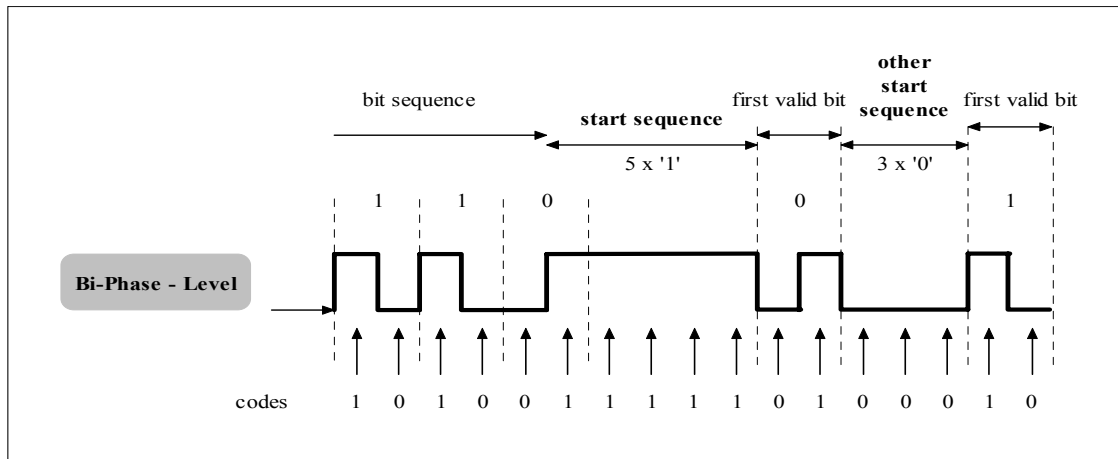 other
start
sequence
bit sequence
first valid bit
first valid bit
start sequence
5 x '1'
3 x '0'
1 1 0 0 1
Bi-Phase - Level
codes 1 0 1 0 0 1 1 1 1 1 0 1 0 0 0 1 0